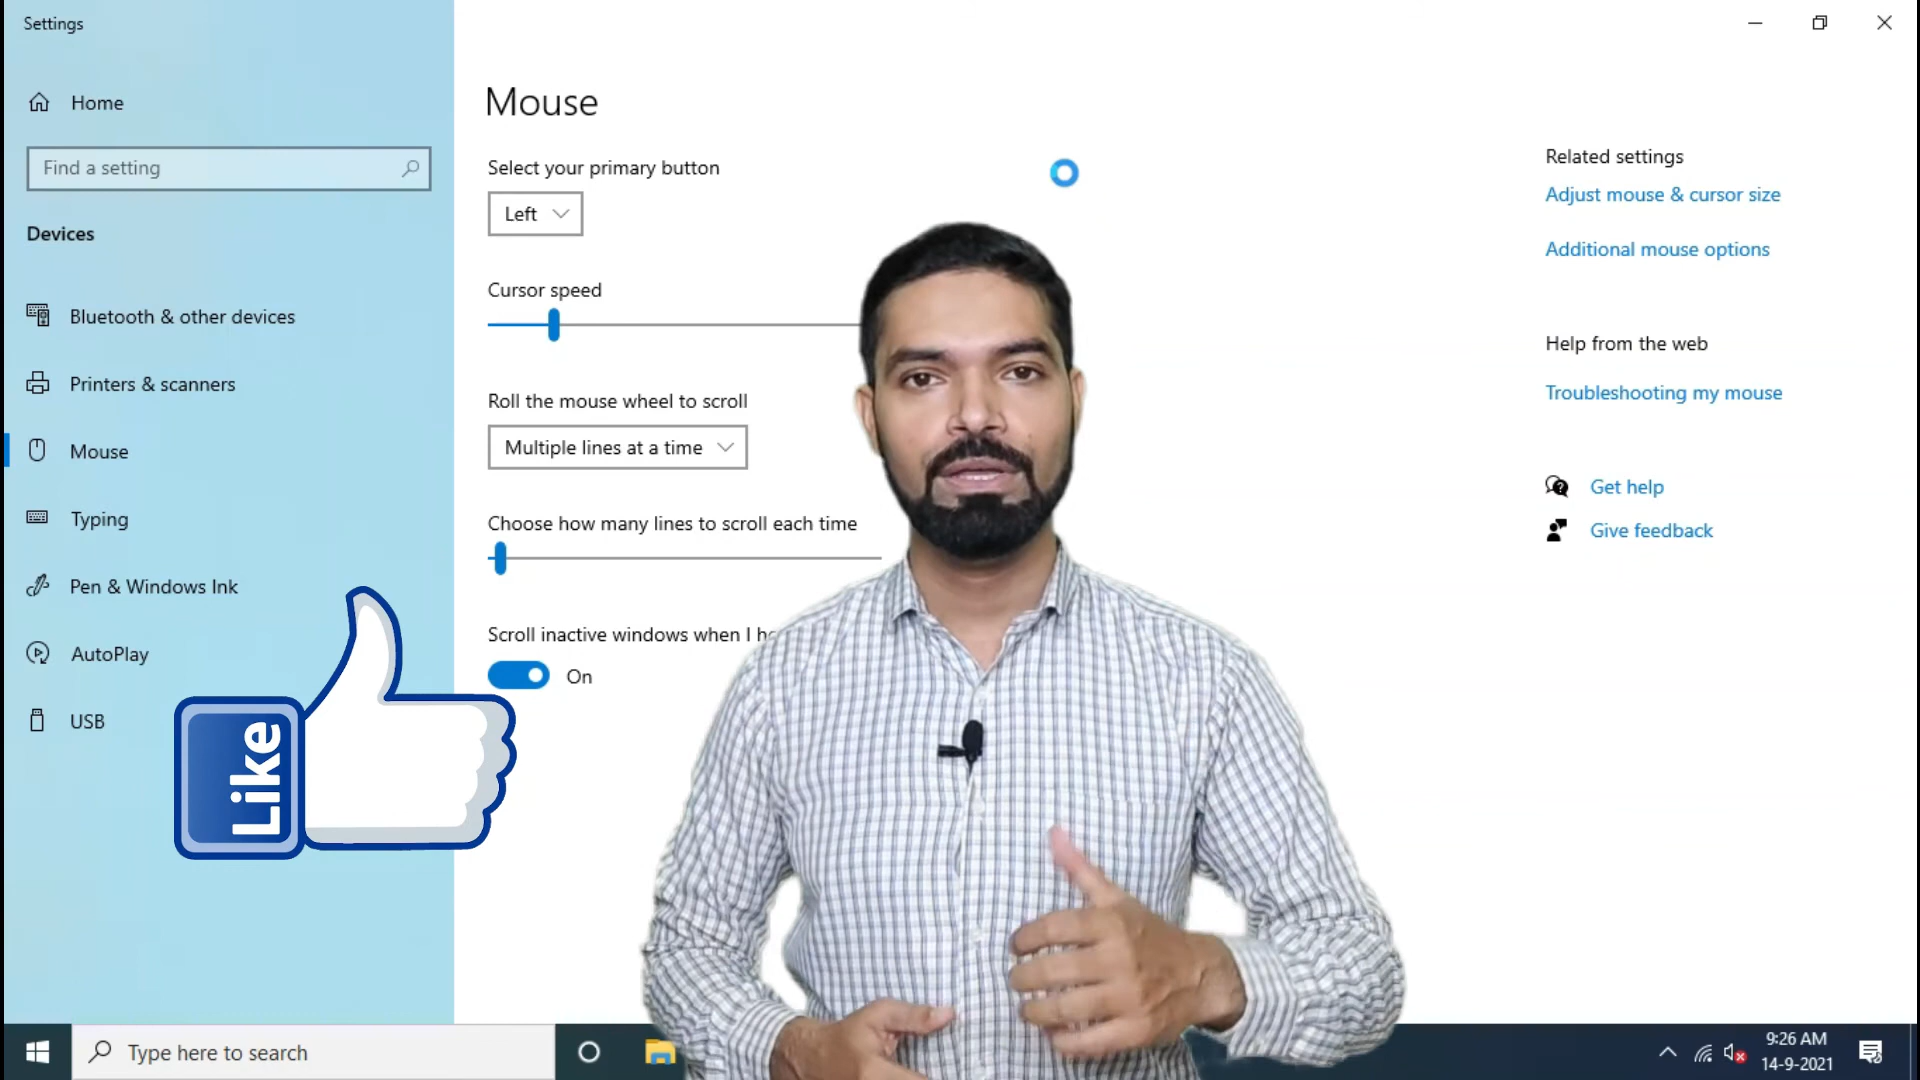 Settings
Home
Find a setting
Devices
Bluetooth & other devices
Printers & scanners
Mouse
Typing
Pen & Windows Ink
AutoPlay
USB
Like
Mouse
Select your primary button
Left
Cursor speed
Roll the mouse wheel to scroll
Multiple lines at a time
Choose how many lines to scroll each time
Scroll inactive windows when I
On
Related settings
Adjust mouse & cursor size
Additional mouse options
Help from the web
Troubleshooting my mouse
Get help
Give feedback
Type here to search
9:26 AM
14-9-2021